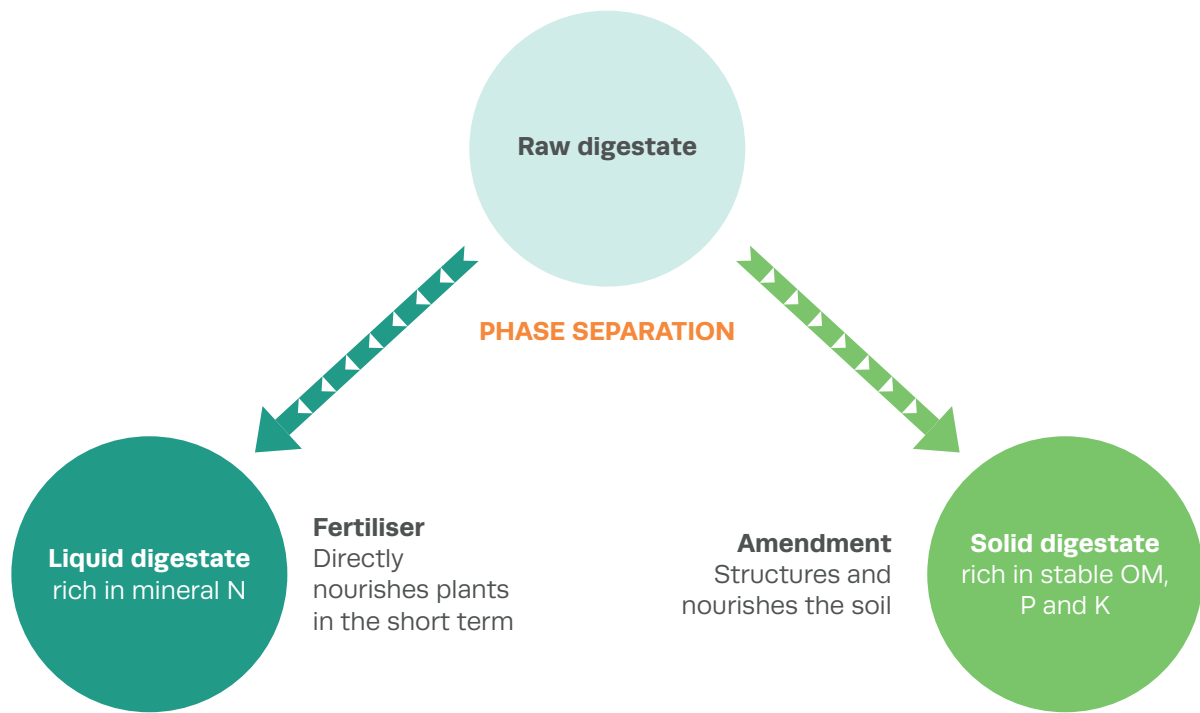 Raw digestate
PHASE SEPARATION
Liquid digestate
rich in mineral N
Fertiliser
Directly
nourishes plants
in the short term
Amendment
Structures and
nourishes the soil
Solid digestate
rich in stable OM,
P and K